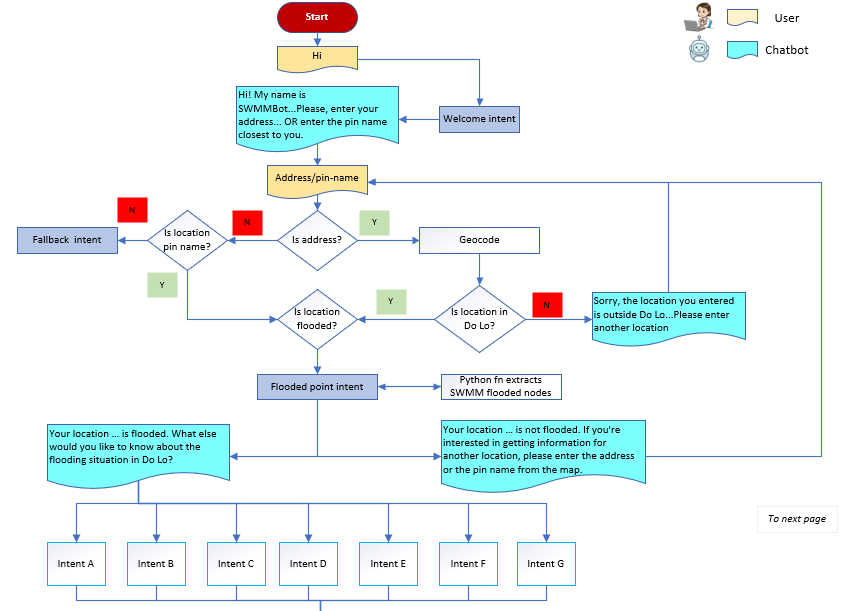 Start
User
Hi
Chatbot
Hi! My name is
SWMMBot...Please, enter your
address... OR enter the pin name
closest to you.
Welcome intent
Address/pin-name
N
N
Y
Is location
pin name?
Fallback intent
Is address?
Geocode
Y
Y
N
Is location
flooded?
Is location in
Do Lo?
Sorry, the location you entered
is outside Do Lo...Please enter
another location
Flooded point intent
Python fn extracts
SWMM flooded nodes
Your location ... is flooded. What else
would you like to know about the
flooding situation in Do Lo?
Your location ... is not flooded. If you're
interested in getting information for
another location, please enter the address
or the pin name from the map.
To next page
Intent A
Intent B
Intent C
Intent D
Intent E
Intent F
Intent G